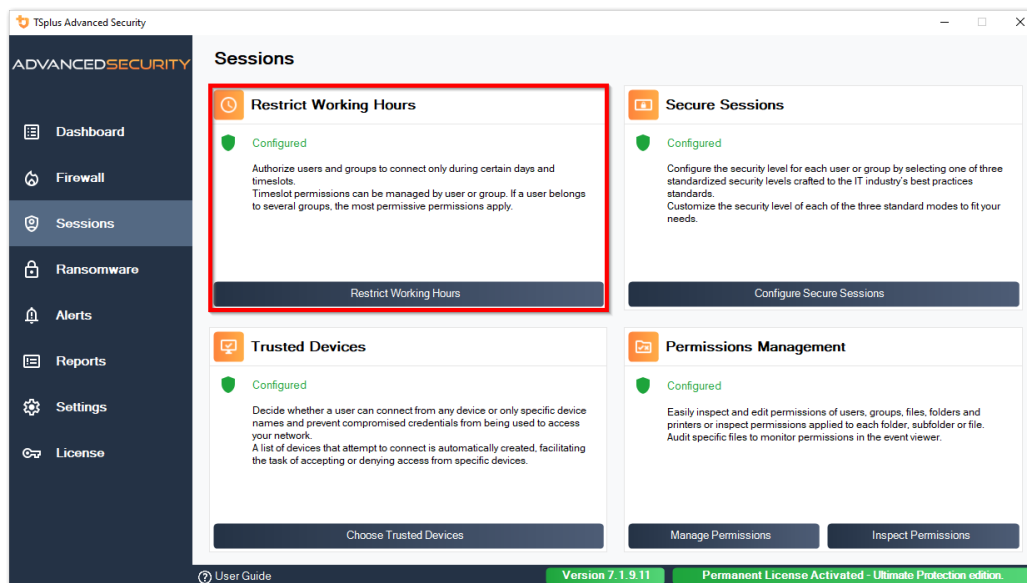 TSplus Advanced Security
ADVANCEDSECURITY
Dashboard
Firewall
Sessions
Ransomware
Alerts
Reports
Settings
License
Sessions
Restrict Working Hours
Configured
Authorize users and groups to connect only during certain days and
timeslots.
Timeslot permissions can be managed by user or group. If a user belongs
to several groups, the most permissive permissions apply.
Restrict Working Hours
Secure Sessions
Configured
Configure the security level for each user or group by selecting one of three
standardized security levels crafted to the IT industry's best practices
standards.
Customize the security level of each of the three standard modes to fit your
needs.
Configure Secure Sessions
Trusted Devices
Configured
Decide whether a user can connect from any device or only specific device
names and prevent compromised credentials from being used to access
your network.
A list of devices that attempt to connect is automatically created, facilitating
the task of accepting or denying access from specific devices.
Choose Trusted Devices
Permissions Management
Configured
Easily inspect and edit permissions of users, groups, files, folders and
printers or inspect permissions applied to each folder, subfolder or file.
Audit specific files to monitor permissions in the event viewer.
Manage Permissions
Inspect Permissions
User Guide
Version 7.1.9.11
Permanent License Activated - Ultimate Protection edition.